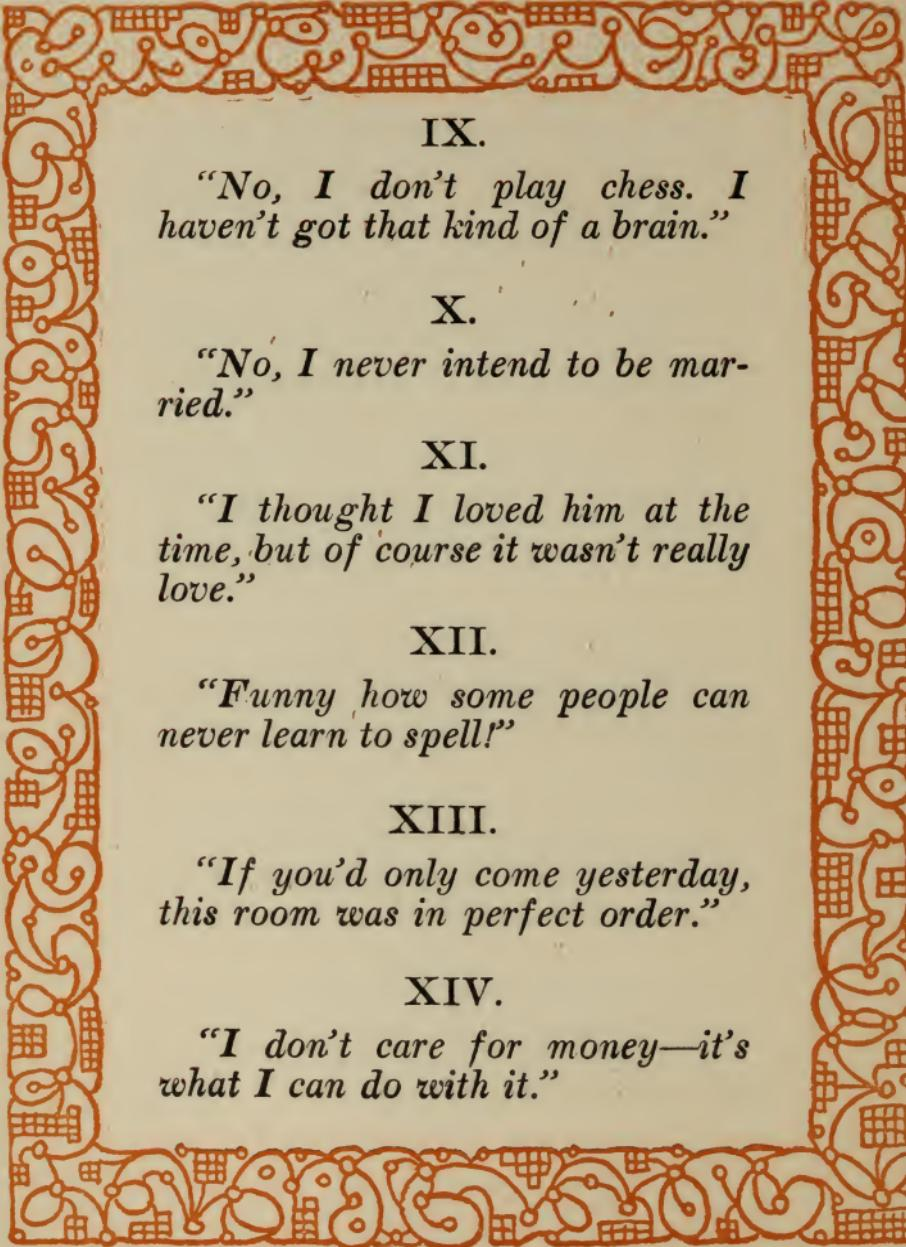 IX.
"No, I don't play chess. I
haven't got that kind of a brain."
X.
"No, I never intend to be mar-
ried."
XI.
"I thought I loved him at the
time, but of course it wasn't really
love."
XII.
"Funny how some people can
never learn to spell!"
XIII.
"If you'd only come yesterday,
this room was in perfect order."
XIV.
"I don't care for money—it's
what I can do with it."